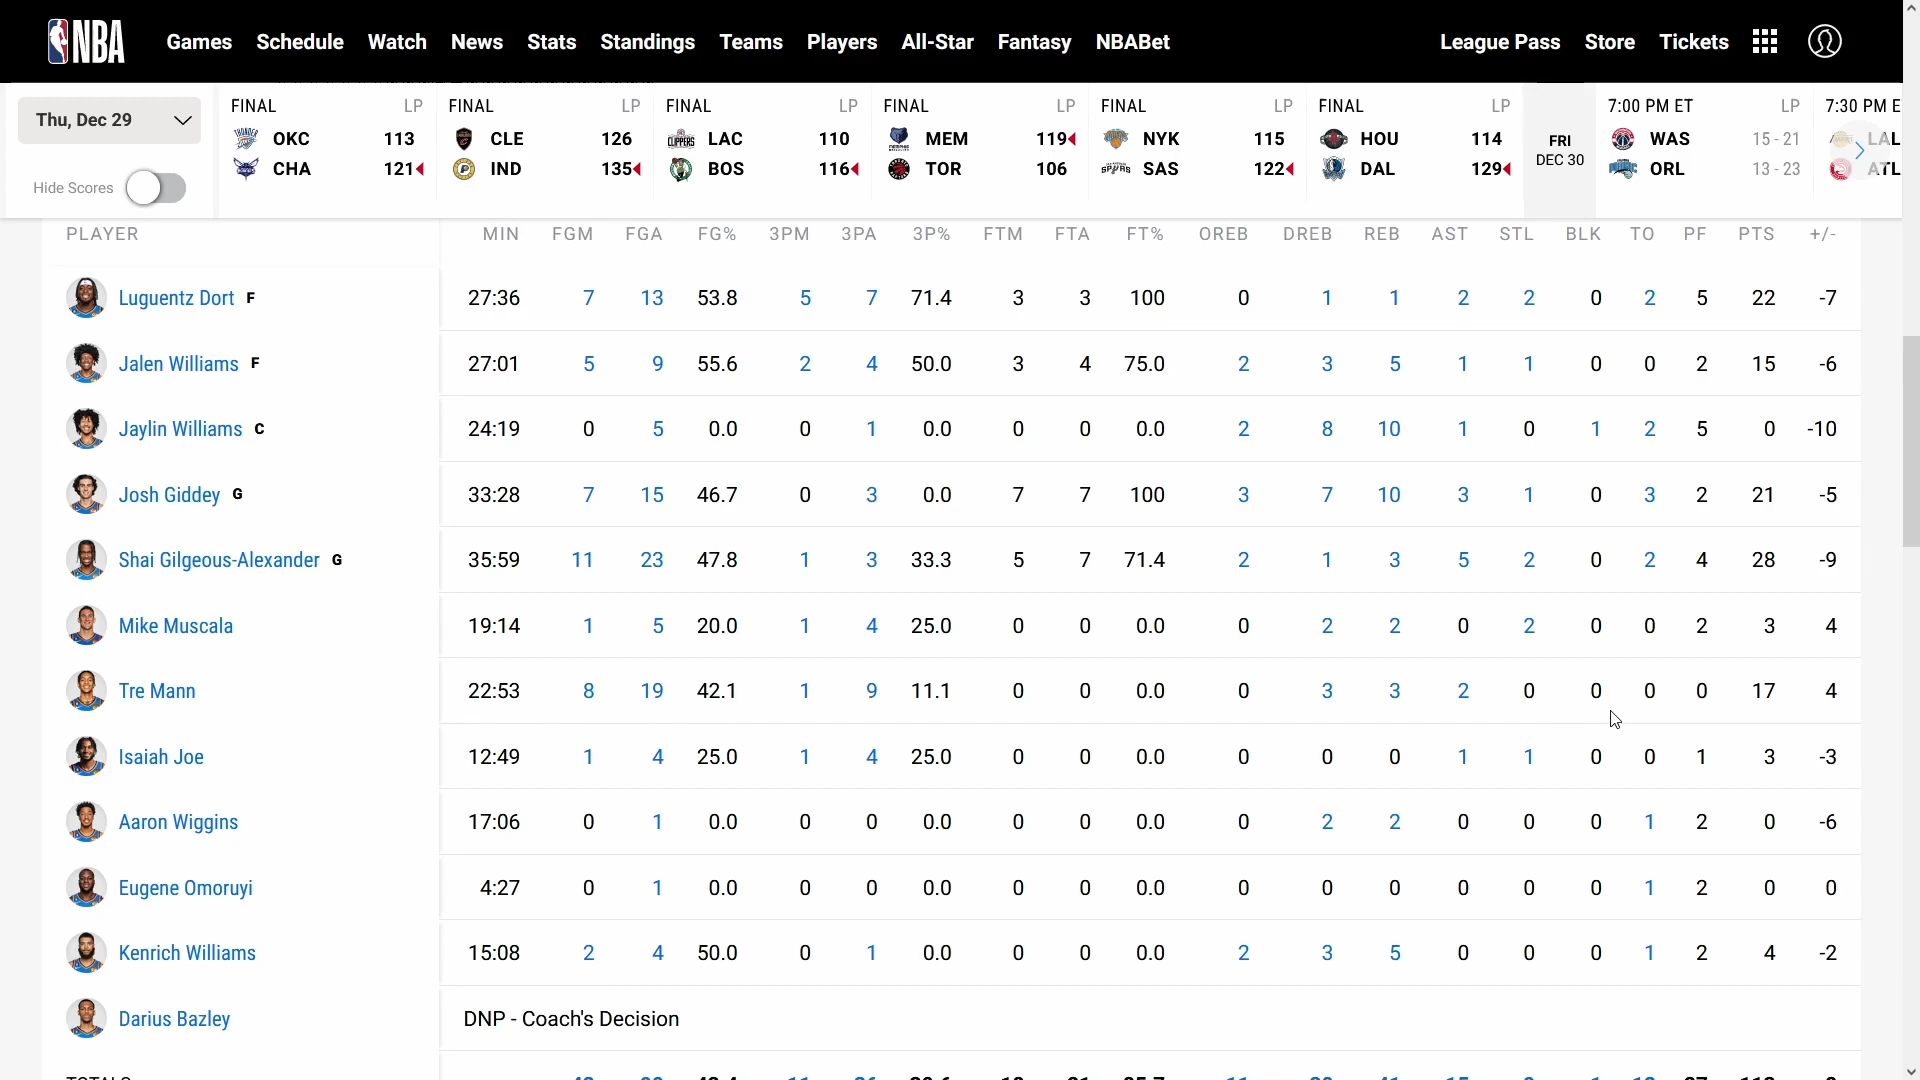 NBA Games Schedule Watch News Stats Standings Teams Players All-Star Fantasy NBABet League Pass Store Tickets
Thu, Dec 29
Hide Scores
FINAL LP
OKC 113
CHA 121
FINAL LP
CLE 126
IND 135
FINAL LP
LAC 110
BOS 116
FINAL LP
MEM 119
TOR 106
FINAL LP
NYK 115
SAS 122
FINAL LP
HOU 114
DAL 129
FRI
DEC 30
7:00 PM ET LP
WAS 15 - 21
ORL 13 - 23
7:30 PM E
LAL
ATL
PLAYER MIN FGM FGA FG% 3PM 3PA 3P% FTM FTA FT% OREB DREB REB AST STL BLK TO PF PTS +/-
Luguentz Dort F 27:36 7 13 53.8 5 7 71.4 3 3 100 0 1 1 2 2 0 2 5 22 -7
Jalen Williams F 27:01 5 9 55.6 2 4 50.0 3 4 75.0 2 3 5 1 1 0 0 2 15 -6
Jaylin Williams C 24:19 0 5 0.0 0 1 0.0 0 0 0.0 2 8 10 1 0 1 2 5 0 -10
Josh Giddey G 33:28 7 15 46.7 0 3 0.0 7 7 100 3 7 10 3 1 0 3 2 21 -5
Shai Gilgeous-Alexander G 35:59 11 23 47.8 1 3 33.3 5 7 71.4 2 1 3 5 2 0 2 4 28 -9
Mike Muscala 19:14 1 5 20.0 1 4 25.0 0 0 0.0 0 2 2 0 2 0 0 2 3 4
Tre Mann 22:53 8 19 42.1 1 9 11.1 0 0 0.0 0 3 3 2 0 0 0 0 17 4
Isaiah Joe 12:49 1 4 25.0 1 4 25.0 0 0 0.0 0 0 0 1 1 0 0 1 3 -3
Aaron Wiggins 17:06 0 1 0.0 0 0 0.0 0 0 0.0 0 2 2 0 0 0 1 2 0 -6
Eugene Omoruyi 4:27 0 1 0.0 0 0 0.0 0 0 0.0 0 0 0 0 0 0 1 2 0 0
Kenrich Williams 15:08 2 4 50.0 0 1 0.0 0 0 0.0 2 3 5 0 0 0 1 2 4 -2
Darius Bazley DNP - Coach's Decision